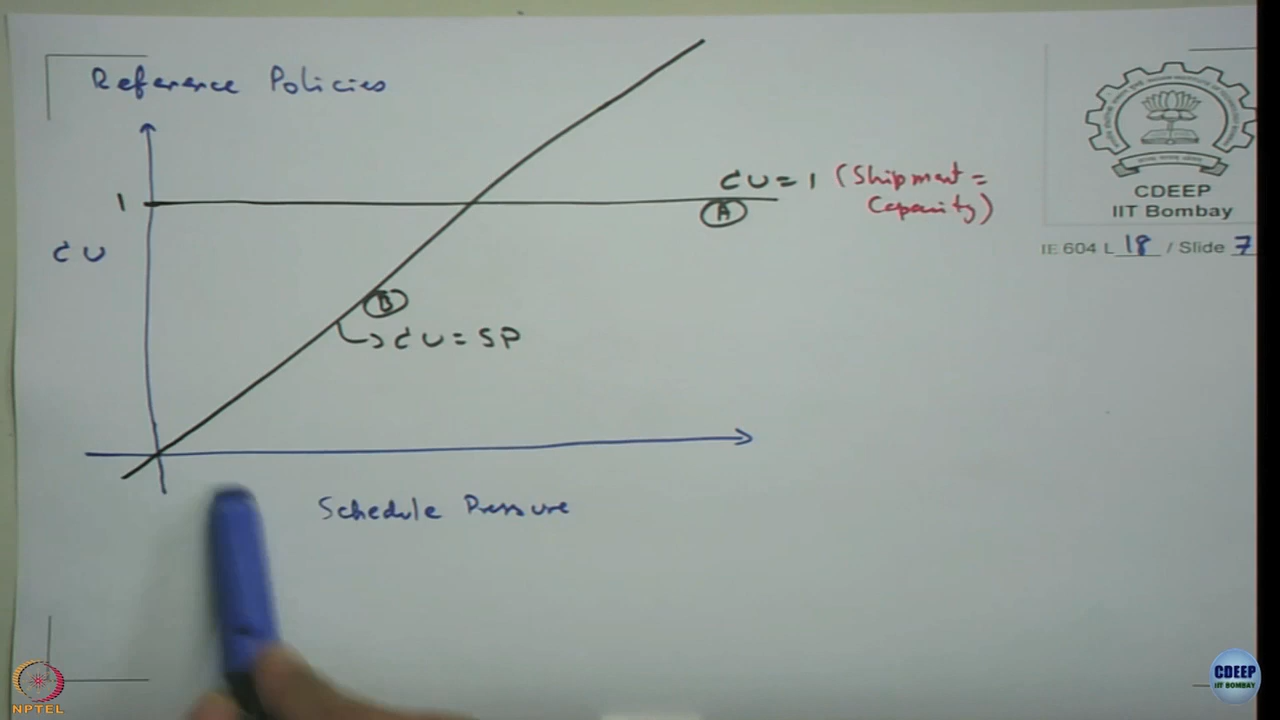 Reference Policies
1
CU = 1 (Shipment =
Capacity)
A
CU
B
CU = SP
Schedule Pressure
CDEEP
IIT Bombay
IE 604 L 18 / Slide 7
NPTEL
CDEEP
IIT BOMBAY